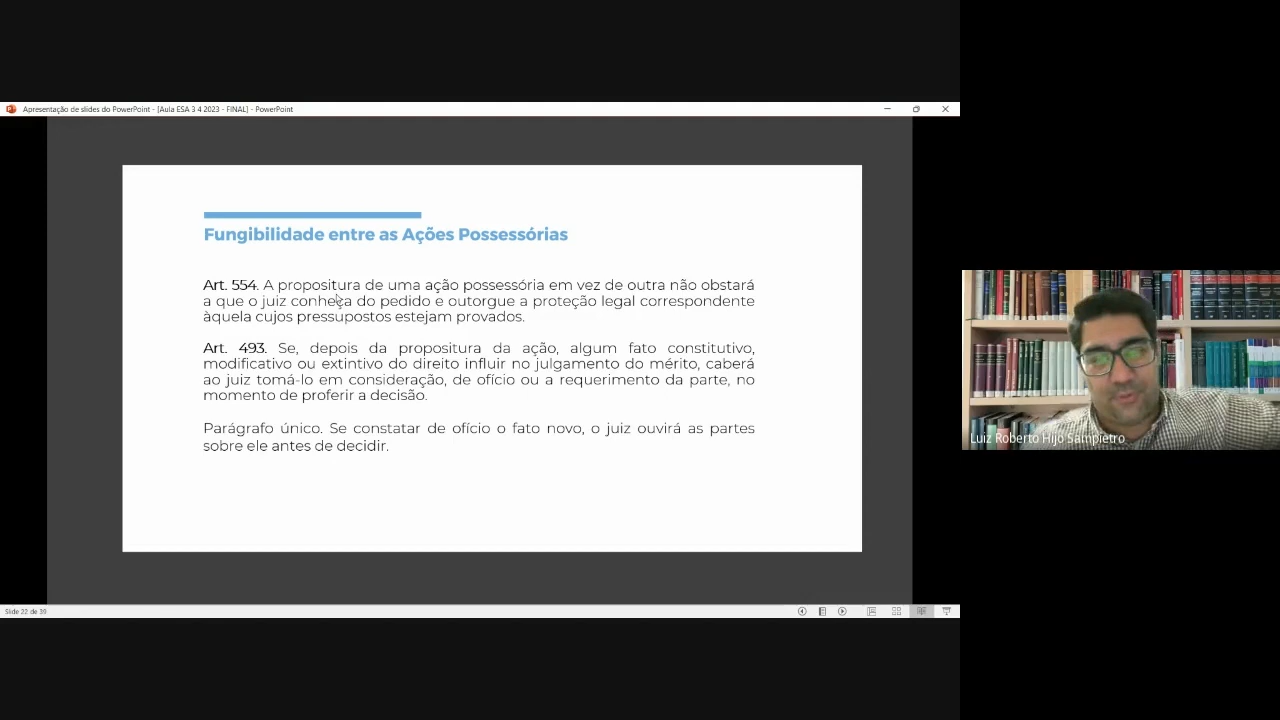 Apresentação de slides do PowerPoint - [Aula ESA 3 4 2023 - FINAL] - PowerPoint
Fungibilidade entre as Ações Possessórias
Art. 554. A propositura de uma ação possessória em vez de outra não obstará
a que o juiz conheça do pedido e outorgue a proteção legal correspondente
àquela cujos pressupostos estejam provados.
Art. 493. Se, depois da propositura da ação, algum fato constitutivo,
modificativo ou extintivo do direito influir no julgamento do mérito, caberá
ao juiz tomá-lo em consideração, de ofício ou a requerimento da parte, no
momento de proferir a decisão.
Parágrafo único. Se constatar de ofício o fato novo, o juiz ouvirá as partes
sobre ele antes de decidir.
Luiz Roberto Hijo Sampietro
Slide 22 de 39